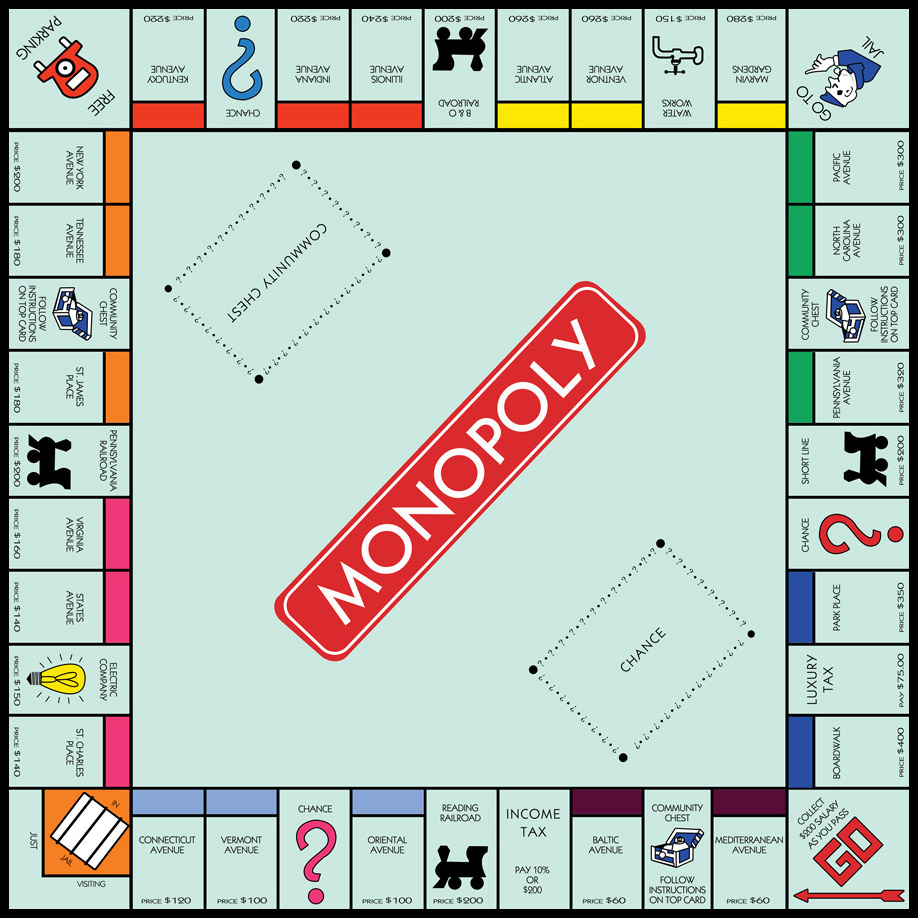 FREE
PARKING
PRICE $220
KENTUCKY
AVENUE
CHANCE
PRICE $220
INDIANA
AVENUE
PRICE $240
ILLINOIS
AVENUE
PRICE $200
B & O
RAILROAD
PRICE $260
ATLANTIC
AVENUE
PRICE $260
VENTNOR
AVENUE
PRICE $150
WATER
WORKS
PRICE $280
MARVIN
GARDENS
GO TO
JAIL
NEW YORK
AVENUE
PRICE $200
TENNESSEE
AVENUE
PRICE $180
COMMUNITY
CHEST
FOLLOW
INSTRUCTIONS
ON TOP CARD
ST. JAMES
PLACE
PRICE $180
PENNSYLVANIA
RAILROAD
PRICE $200
VIRGINIA
AVENUE
PRICE $160
STATES
AVENUE
PRICE $140
ELECTRIC
COMPANY
PRICE $150
ST. CHARLES
PLACE
PRICE $140
COMMUNITY CHEST
MONOPOLY
CHANCE
PACIFIC
AVENUE
PRICE $300
NORTH
CAROLINA
AVENUE
PRICE $300
COMMUNITY
CHEST
FOLLOW
INSTRUCTIONS
ON TOP CARD
PENNSYLVANIA
AVENUE
PRICE $320
SHORT LINE
PRICE $200
CHANCE
PARK PLACE
PRICE $350
LUXURY
TAX
PAY $75.00
BOARDWALK
PRICE $400
IN
JAIL
JUST
VISITING
CONNECTICUT
AVENUE
PRICE $120
VERMONT
AVENUE
PRICE $100
CHANCE
ORIENTAL
AVENUE
PRICE $100
READING
RAILROAD
PRICE $200
INCOME
TAX
PAY 10%
OR
$200
BALTIC
AVENUE
PRICE $60
COMMUNITY
CHEST
FOLLOW
INSTRUCTIONS
ON TOP CARD
MEDITERRANEAN
AVENUE
PRICE $60
COLLECT
$200 SALARY
AS YOU PASS
GO